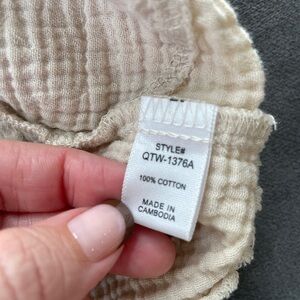 STYLE#
QTW-1376A
100% COTTON
MADE IN
CAMBODIA